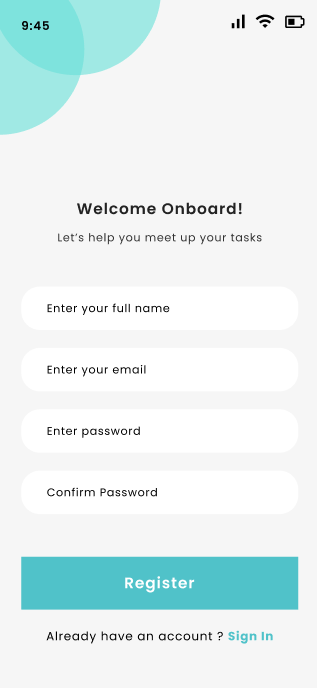 9:45
Welcome Onboard!
Let’s help you meet up your tasks
Enter your full name
Enter your email
Enter password
Confirm Password
Register
Already have an account ? Sign In